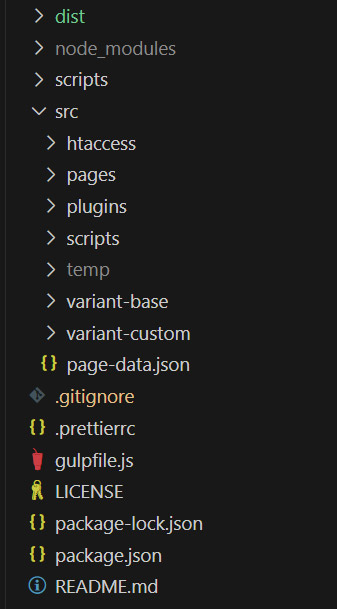 dist
node_modules
scripts
src
htaccess
pages
plugins
scripts
temp
variant-base
variant-custom
{} page-data.json
.gitignore
{} .prettierrc
gulpfile.js
LICENSE
{} package-lock.json
{} package.json
README.md